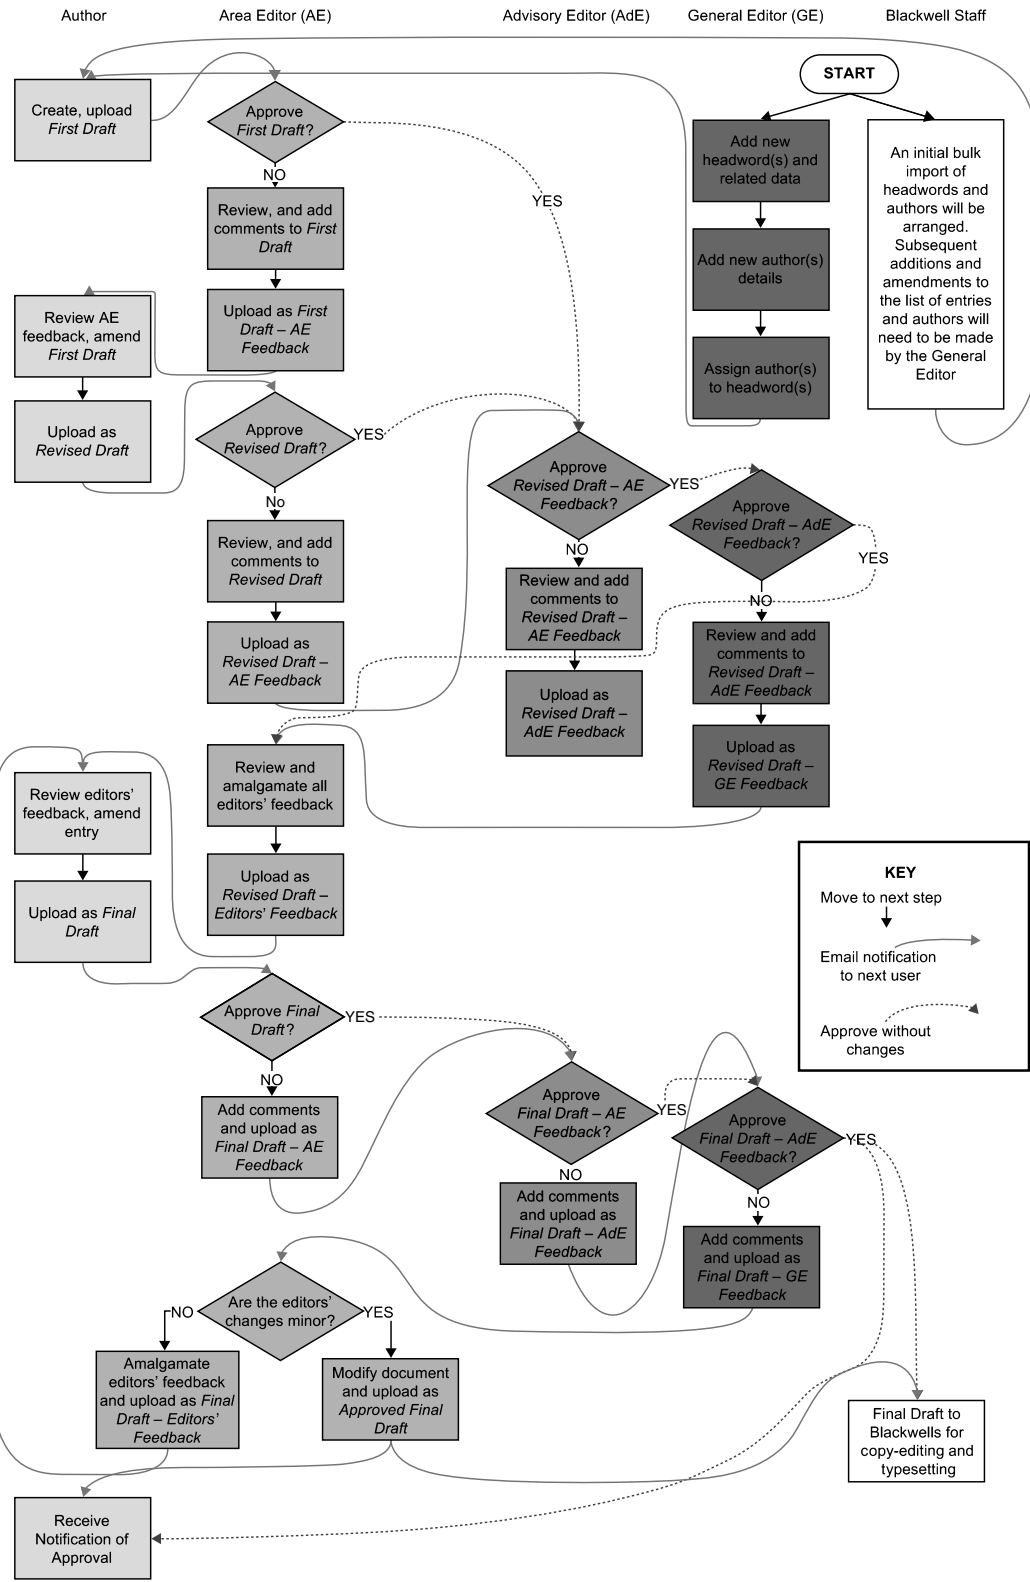 Author
Area Editor (AE)
Advisory Editor (AdE)
General Editor (GE)
Blackwell Staff
START
Create, upload
First Draft
Approve
First Draft?
NO
YES
Review, and add
comments to First
Draft
Upload as First
Draft – AE
Feedback
Add new
headword(s) and
related data
Add new author(s)
details
Assign author(s)
to headword(s)
An initial bulk
import of
headwords and
authors will be
arranged.
Subsequent
additions and
amendments to
the list of entries
and authors will
need to be made
by the General
Editor
Review AE
feedback, amend
First Draft
Upload as
Revised Draft
Approve
Revised Draft?
YES
No
Review, and add
comments to
Revised Draft
Upload as
Revised Draft –
AE Feedback
Approve
Revised Draft – AE
Feedback?
YES
NO
Review and add
comments to
Revised Draft –
AE Feedback
Upload as
Revised Draft –
AdE Feedback
Approve
Revised Draft – AdE
Feedback?
YES
NO
Review and add
comments to
Revised Draft –
AdE Feedback
Upload as
Revised Draft –
GE Feedback
Review and
amalgamate all
editors' feedback
Upload as
Revised Draft –
Editors' Feedback
Review editors'
feedback, amend
entry
Upload as Final
Draft
KEY
Move to next step
Email notification
to next user
Approve without
changes
Approve Final
Draft?
YES
NO
Add comments
and upload as
Final Draft – AE
Feedback
Approve
Final Draft – AE
Feedback?
YES
NO
Add comments
and upload as
Final Draft – AdE
Feedback
Approve
Final Draft – AdE
Feedback?
YES
NO
Add comments
and upload as
Final Draft – GE
Feedback
Are the editors'
changes minor?
NO
YES
Amalgamate
editors' feedback
and upload as Final
Draft – Editors'
Feedback
Modify document
and upload as
Approved Final
Draft
Final Draft to
Blackwells for
copy-editing and
typesetting
Receive
Notification of
Approval